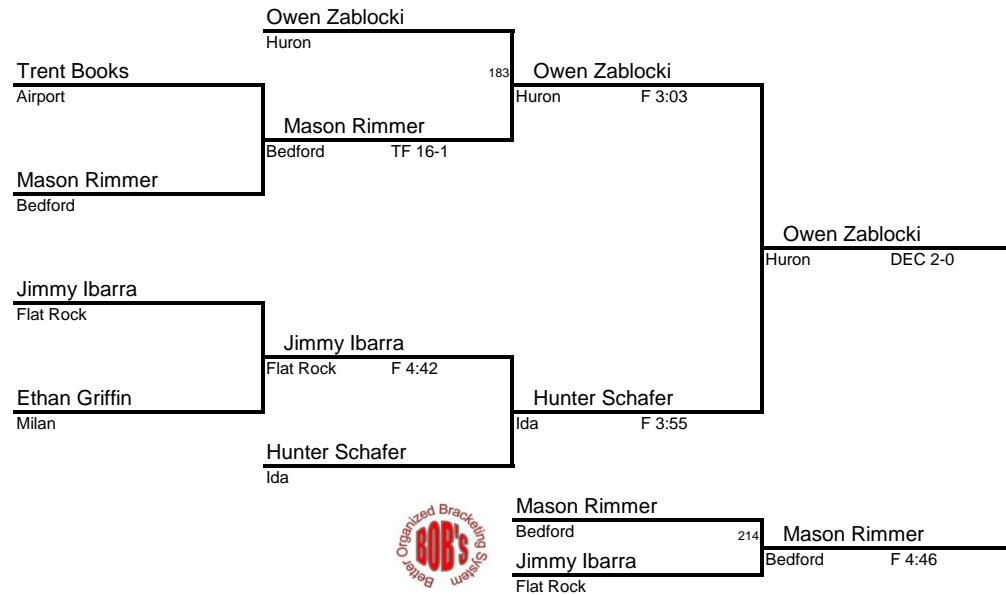 Owen Zablocki
Huron
Trent Books
Airport
183
Owen Zablocki
Huron F 3:03
Mason Rimmer
Bedford TF 16-1
Mason Rimmer
Bedford
Owen Zablocki
Huron DEC 2-0
Jimmy Ibarra
Flat Rock
Jimmy Ibarra
Flat Rock F 4:42
Ethan Griffin
Milan
Hunter Schafer
Ida F 3:55
Hunter Schafer
Ida
Better Organized Bracketing System
BOB'S
Mason Rimmer
Bedford
214
Mason Rimmer
Bedford F 4:46
Jimmy Ibarra
Flat Rock